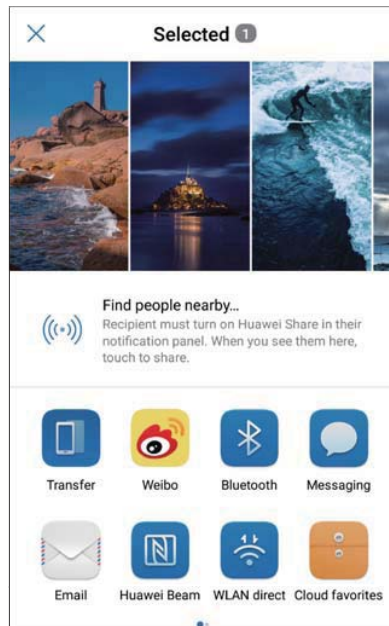 Selected 1
Find people nearby...
Recipient must turn on Huawei Share in their
notification panel. When you see them here,
touch to share.
Transfer Weibo Bluetooth Messaging
Email Huawei Beam WLAN direct Cloud favorites